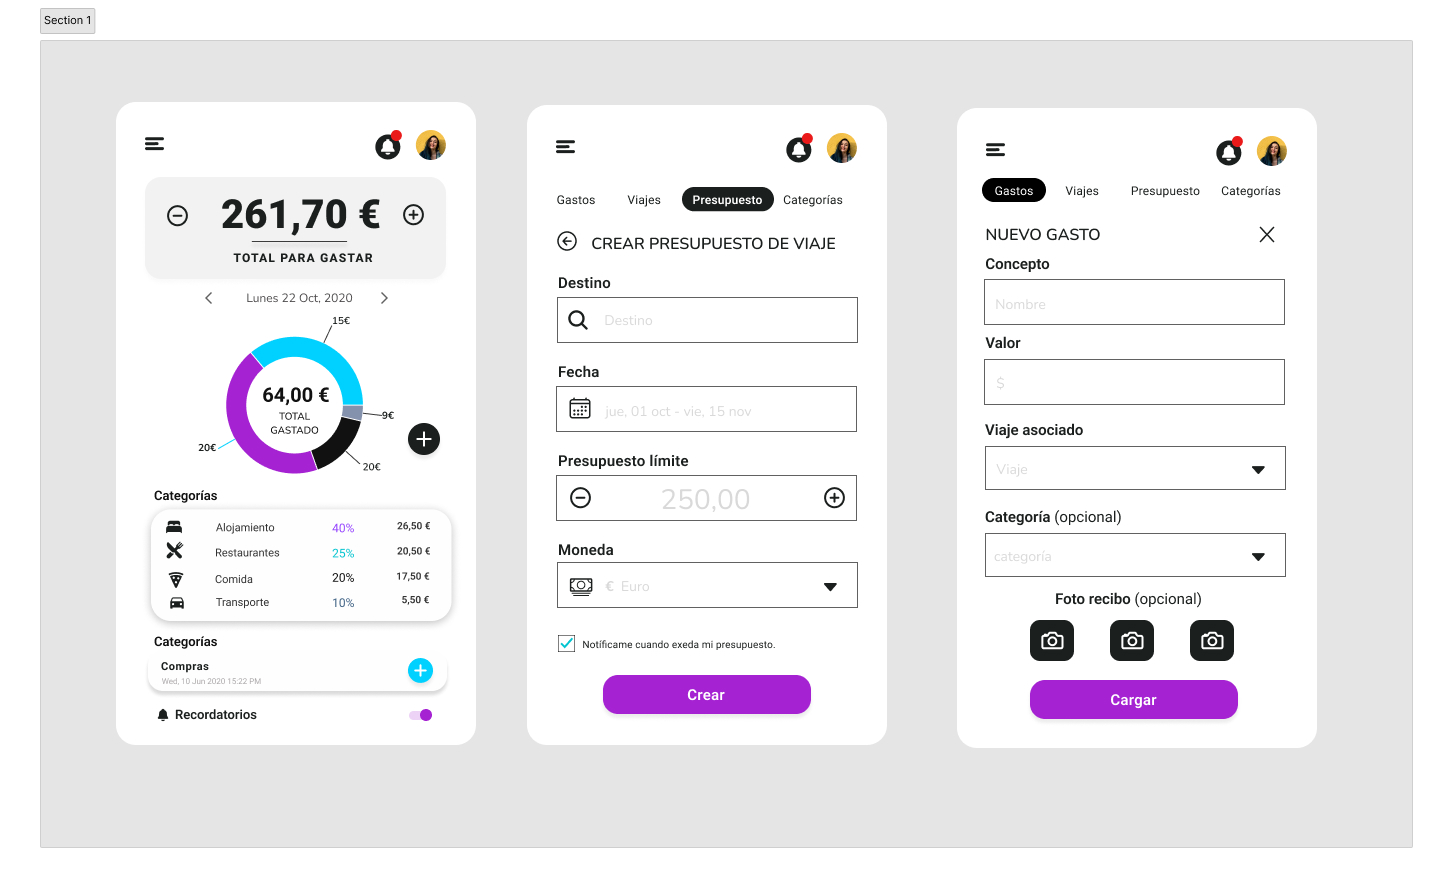 Section 1
261,70 €
TOTAL PARA GASTAR
Lunes 22 Oct, 2020
15€
64,00 €
TOTAL
GASTADO
9€
20€
20€
Categorías
Alojamiento 40% 26,50 €
Restaurantes 25% 20,50 €
Comida 20% 17,50 €
Transporte 10% 5,50 €
Categorías
Compras
Wed, 10 Jun 2020 15:22 PM
Recordatorios
Gastos Viajes Presupuesto Categorías
CREAR PRESUPUESTO DE VIAJE
Destino
Destino
Fecha
jue, 01 oct - vie, 15 nov
Presupuesto límite
250,00
Moneda
€ Euro
Notíficame cuando exeda mi presupuesto.
Crear
Gastos Viajes Presupuesto Categorías
NUEVO GASTO
Concepto
Nombre
Valor
$
Viaje asociado
Viaje
Categoría (opcional)
categoría
Foto recibo (opcional)
Cargar